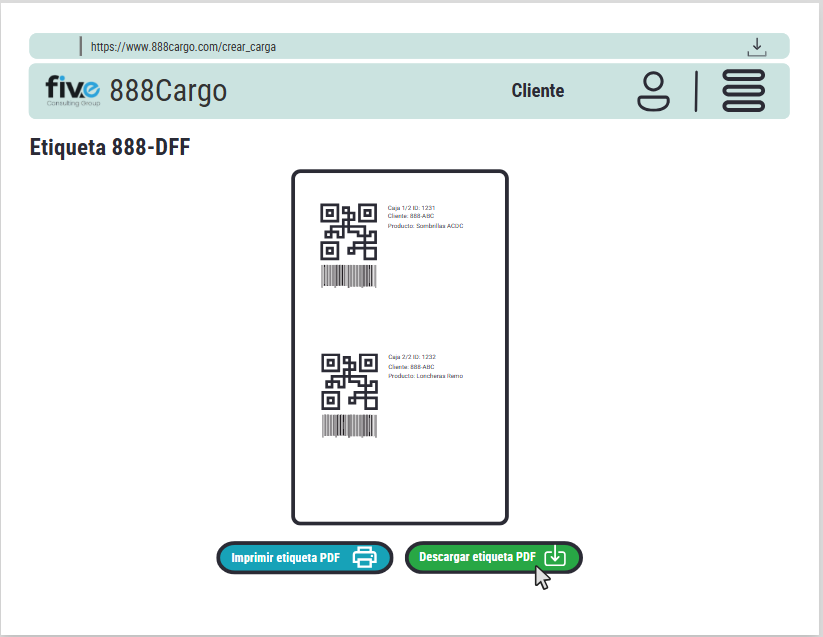 https://www.888cargo.com/crear_carga
five
Consulting Group
888Cargo
Cliente
Etiqueta 888-DFF
Caja 1/2 ID: 1231
Cliente: 888-ABC
Producto: Sombrillas ACDC
Caja 2/2 ID: 1232
Cliente: 888-ABC
Producto: Loncheras Remo
Imprimir etiqueta PDF
Descargar etiqueta PDF